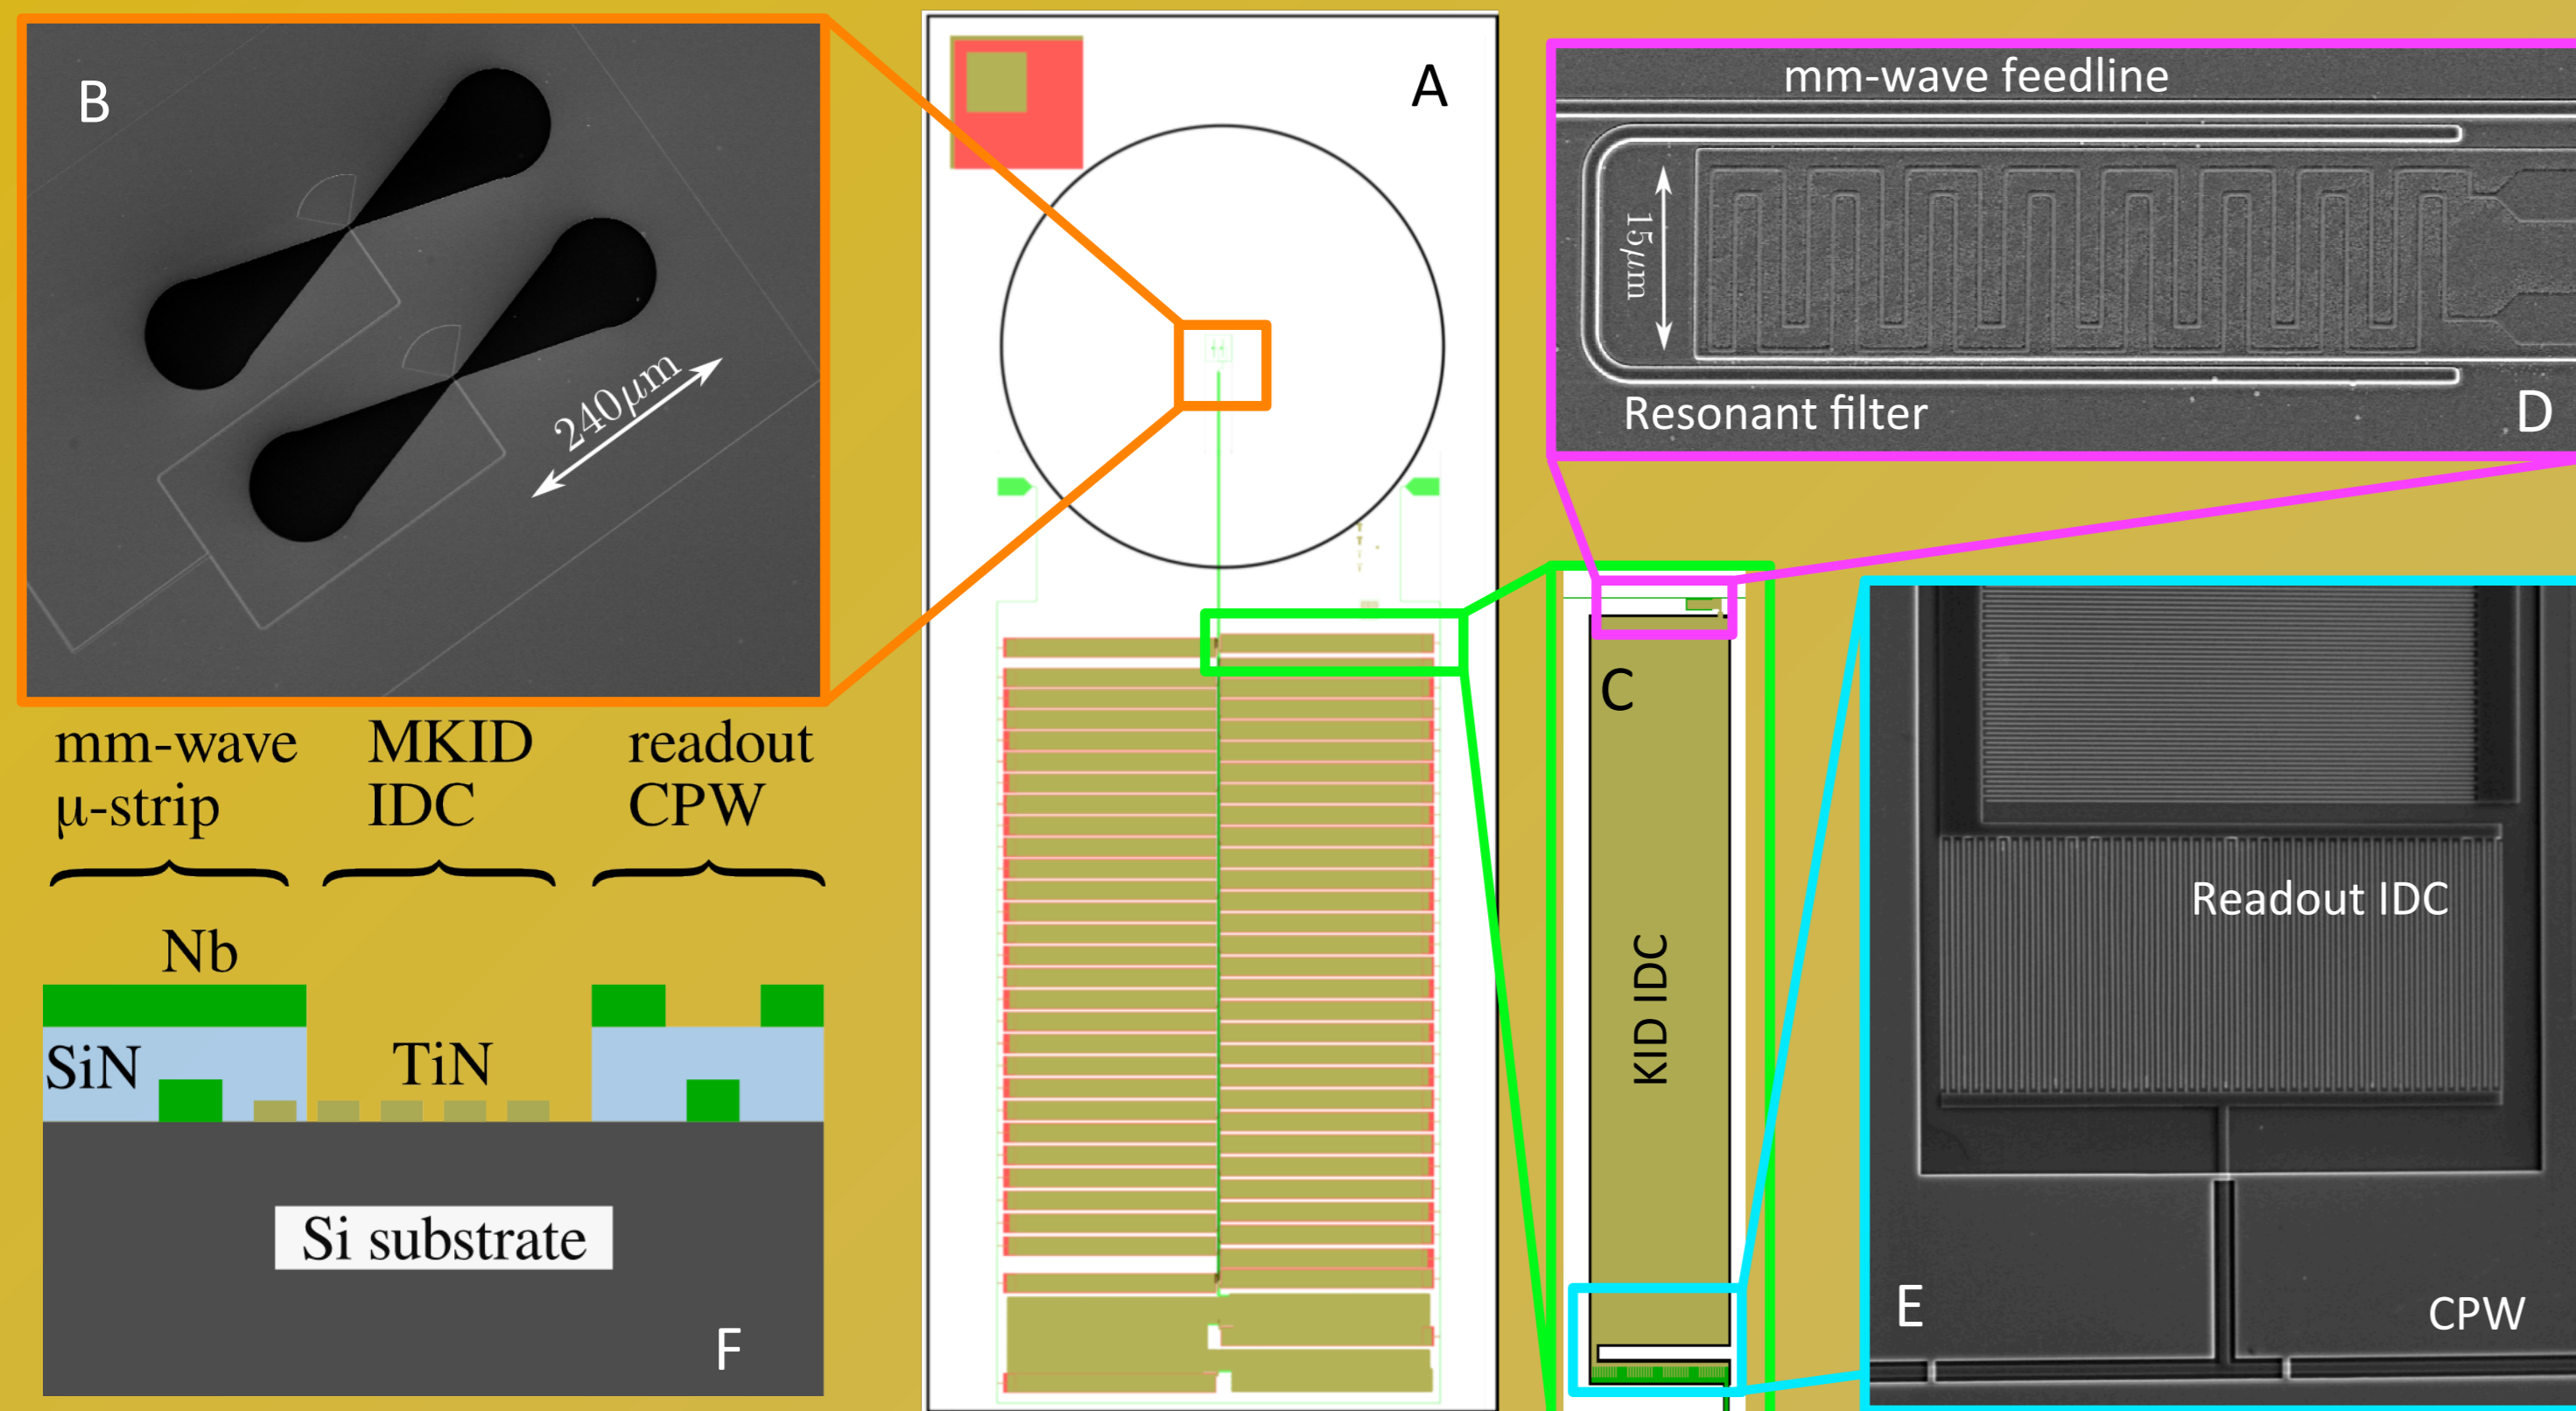 B
A
mm-wave feedline
15μm
Resonant filter
D
240μm
mm-wave
μ-strip
MKID
IDC
readout
CPW
Nb
SiN
TiN
Si substrate
F
C
KID IDC
Readout IDC
E
CPW